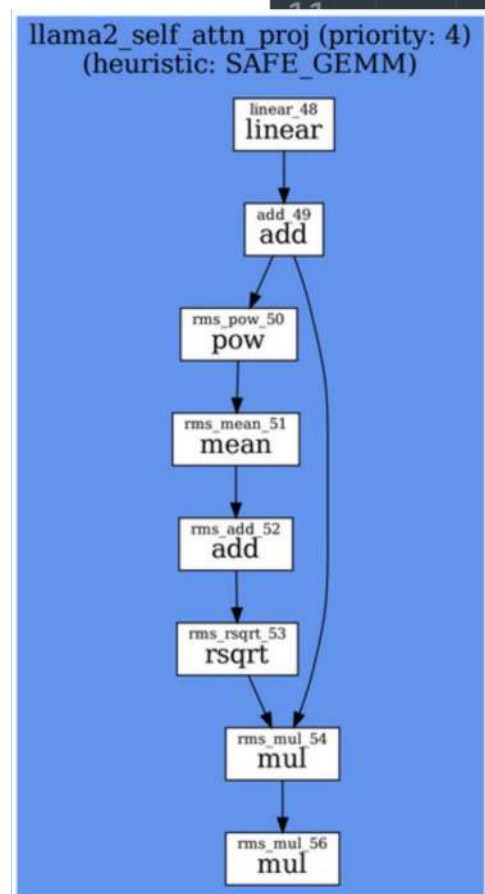 11
llama2_self_attn_proj (priority: 4)
(heuristic: SAFE_GEMM)
linear_48
linear
add_49
add
rms_pow_50
pow
rms_mean_51
mean
rms_add_52
add
rms_rsqrt_53
rsqrt
rms_mul_54
mul
rms_mul_56
mul